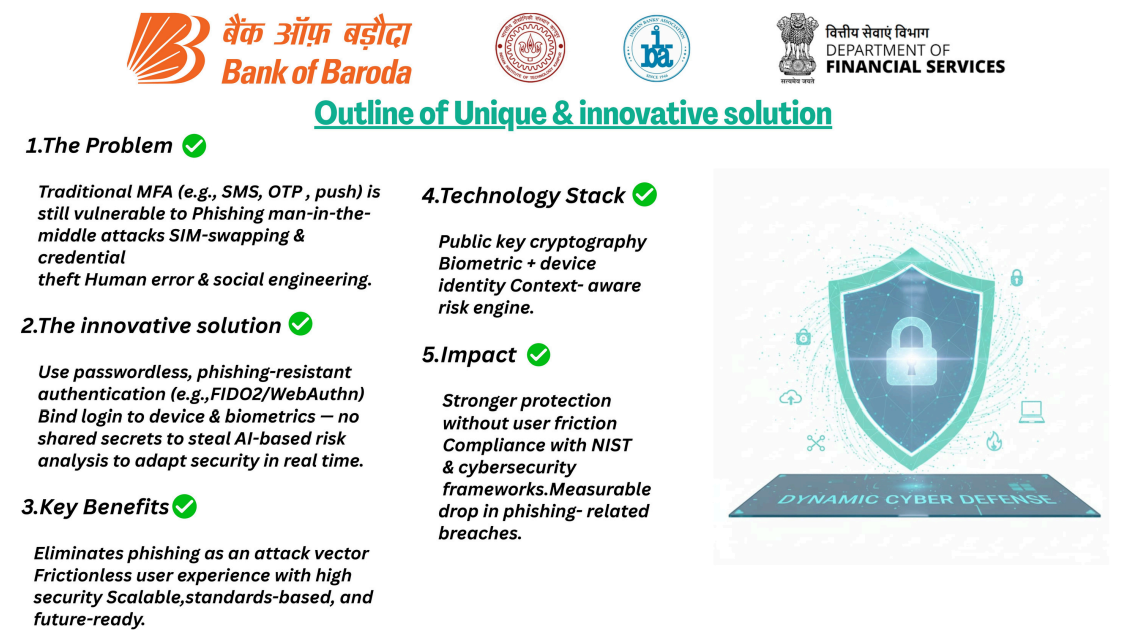 बैंक ऑफ़ बड़ौदा
Bank of Baroda
INDIAN BANKS' ASSOCIATION
iba
SINCE 1946
सत्यमेव जयते
वित्तीय सेवाएं विभाग
DEPARTMENT OF
FINANCIAL SERVICES
Outline of Unique & innovative solution
1.The Problem
Traditional MFA (e.g., SMS, OTP , push) is
still vulnerable to Phishing man-in-the-
middle attacks SIM-swapping &
credential
theft Human error & social engineering.
2.The innovative solution
Use passwordless, phishing-resistant
authentication (e.g.,FIDO2/WebAuthn)
Bind login to device & biometrics — no
shared secrets to steal AI-based risk
analysis to adapt security in real time.
3.Key Benefits
Eliminates phishing as an attack vector
Frictionless user experience with high
security Scalable,standards-based, and
future-ready.
4.Technology Stack
Public key cryptography
Biometric + device
identity Context- aware
risk engine.
5.Impact
Stronger protection
without user friction
Compliance with NIST
& cybersecurity
frameworks.Measurable
drop in phishing- related
breaches.
DYNAMIC CYBER DEFENSE